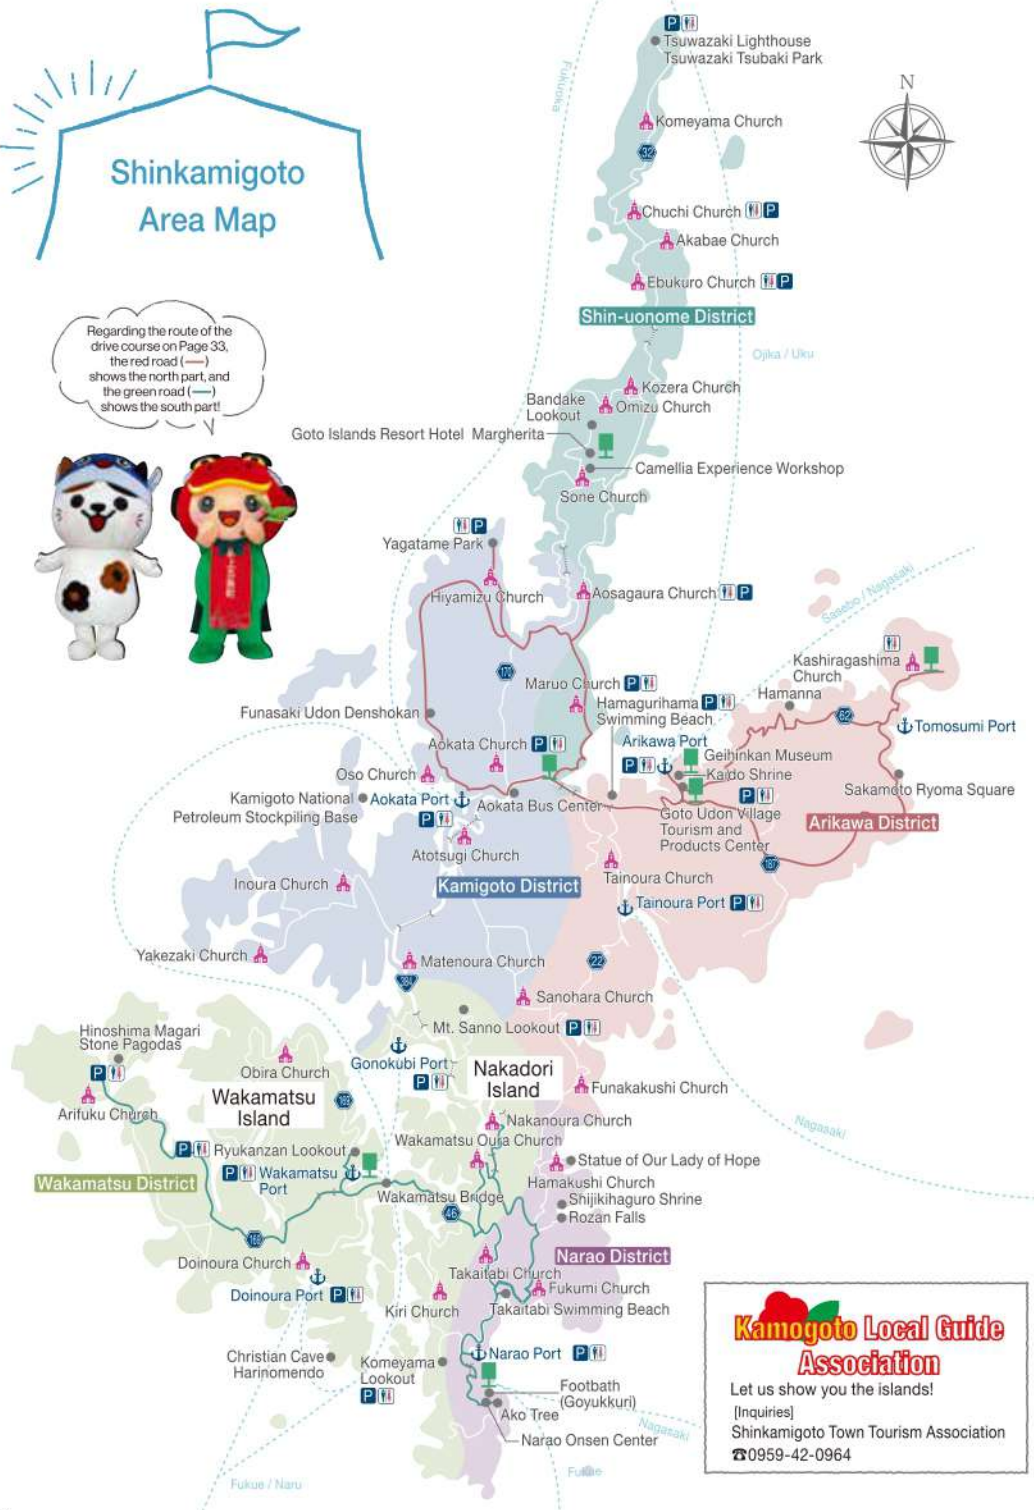 Shinkamigoto
Area Map
N
Fukuoka
Tsuwazaki Lighthouse
Tsuwazaki Tsubaki Park
Komeyama Church
32
Chuchi Church
Akabae Church
Ebukuro Church
Shin-uonome District
Ojika / Uku
Regarding the route of the
drive course on Page 33,
the red road ( — )
shows the north part, and
the green road ( — )
shows the south part!
Kozera Church
Bandake
Lookout
Omizu Church
Goto Islands Resort Hotel Margherita
Camellia Experience Workshop
Sone Church
Yagatame Park
Hiyamizu Church
Aosagaura Church
Sasebo / Nagasaki
170
Kashiragashima
Church
Maruo Church
Hamagurihama
Swimming Beach
Hamanna
62
Tomosumi Port
Funasaki Udon Denshokan
Aokata Church
Arikawa Port
Geihinkan Museum
Kaido Shrine
Oso Church
Sakamoto Ryoma Square
Kamigoto National
Petroleum Stockpiling Base
Aokata Port
Aokata Bus Center
Goto Udon Village
Tourism and
Products Center
Arikawa District
Atotsugi Church
187
Tainoura Church
Inoura Church
Kamigoto District
Tainoura Port
Yakezaki Church
Matenoura Church
22
384
Sanohara Church
Mt. Sanno Lookout
Hinoshima Magari
Stone Pagodas
Obira Church
Gonokubi Port
Nakadori
Island
Funakakushi Church
Arifuku Church
Wakamatsu
Island
169
Nakanoura Church
Nagasaki
Wakamatsu Oura Church
Ryukanzan Lookout
Statue of Our Lady of Hope
Wakamatsu
Port
Hamakushi Church
Wakamatsu District
Wakamatsu Bridge
Shijikihaguro Shrine
46
Rozan Falls
168
Narao District
Doinoura Church
Takaitabi Church
Fukumi Church
Doinoura Port
Kiri Church
Takaitabi Swimming Beach
Christian Cave
Harinomendo
Komeyama
Lookout
Narao Port
Footbath
(Goyukkuri)
Ako Tree
Nagasaki
Narao Onsen Center
Fukue
Fukue / Naru
Kamogoto Local Guide
Association
Let us show you the islands!
[Inquiries]
Shinkamigoto Town Tourism Association
☎0959-42-0964